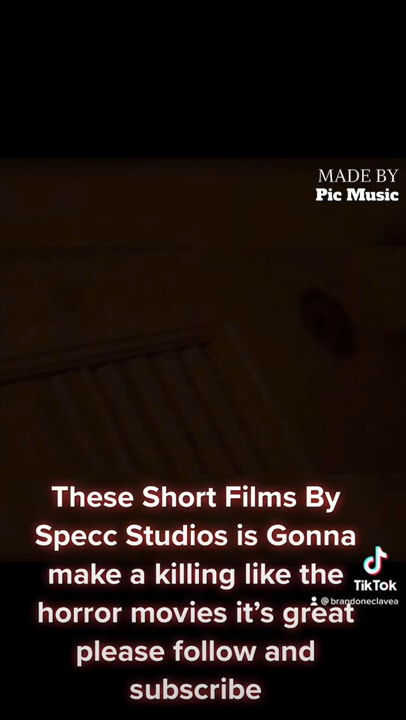 MADE BY
Pic Music
These Short Films By
Specc Studios is Gonna
make a killing like the
horror movies it’s great
please follow and
subscribe
TikTok
@brandoneclavea